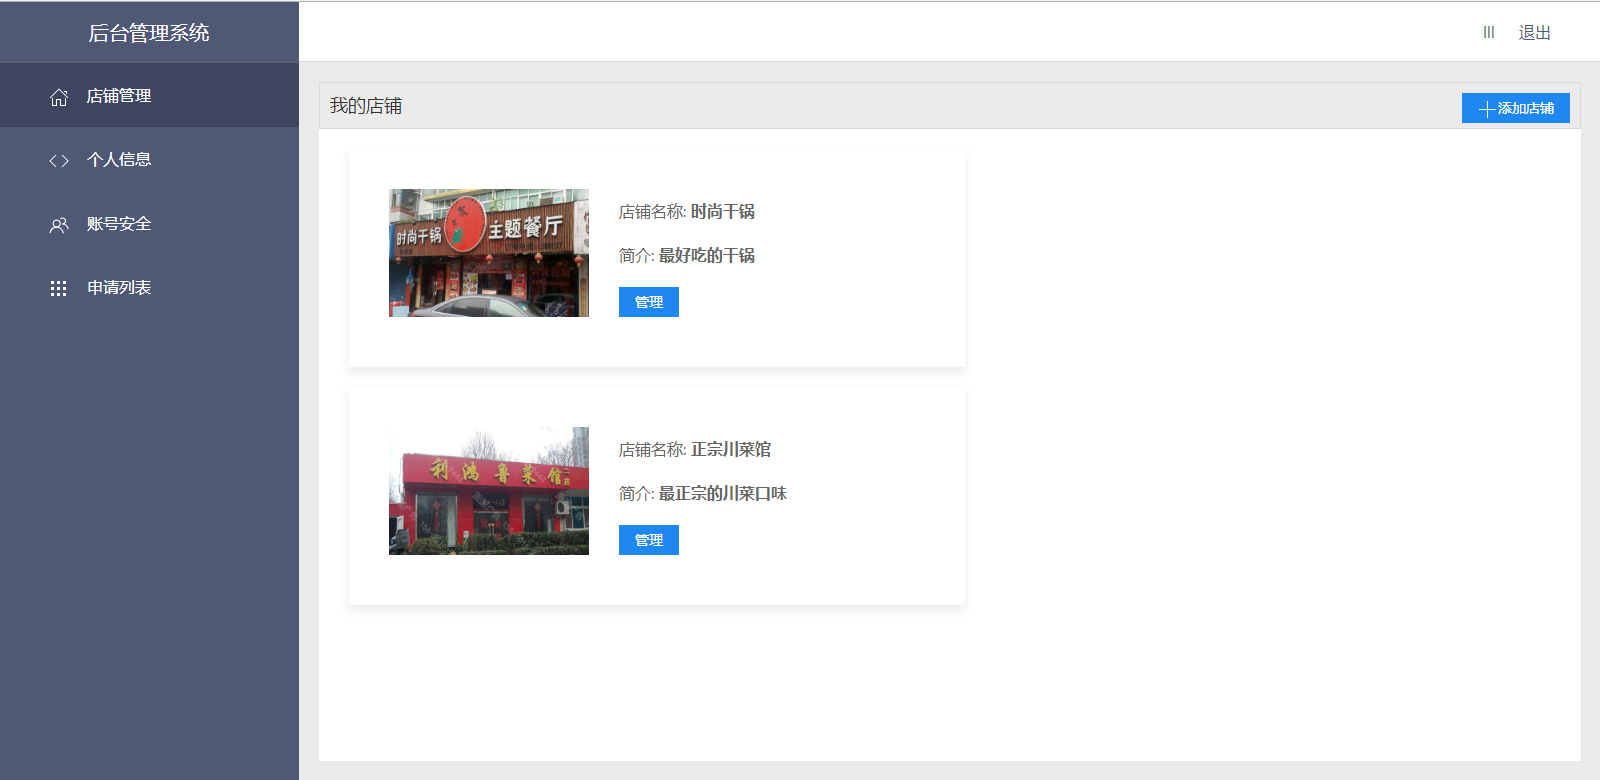 后台管理系统
III 退出
店铺管理
个人信息
账号安全
申请列表
我的店铺
添加店铺
时尚干锅
主题餐厅
店铺名称: 时尚干锅
简介: 最好吃的干锅
管理
利鸿鲁菜馆
二店
店铺名称: 正宗川菜馆
简介: 最正宗的川菜口味
管理